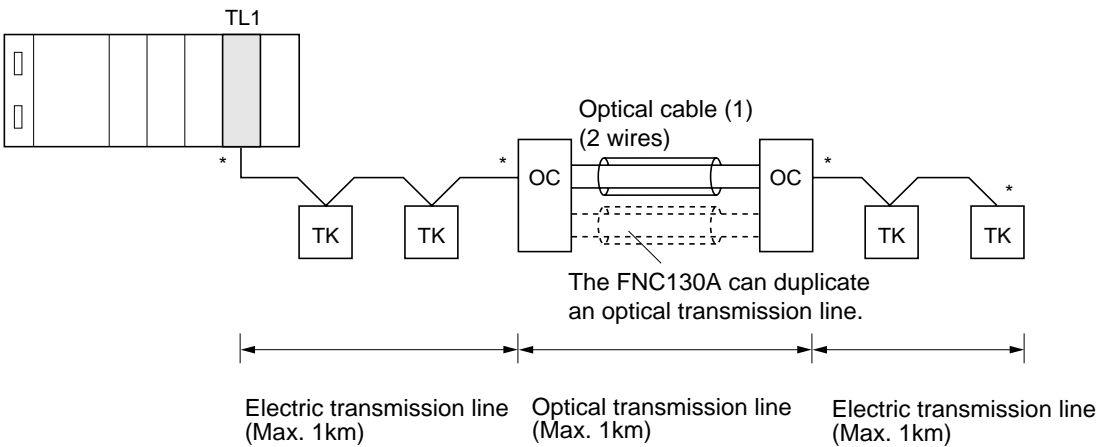 TL1
Optical cable (1)
(2 wires)
*
*
*
*
OC
OC
TK
TK
TK
TK
The FNC130A can duplicate
an optical transmission line.
Electric transmission line
(Max. 1km)
Optical transmission line
(Max. 1km)
Electric transmission line
(Max. 1km)